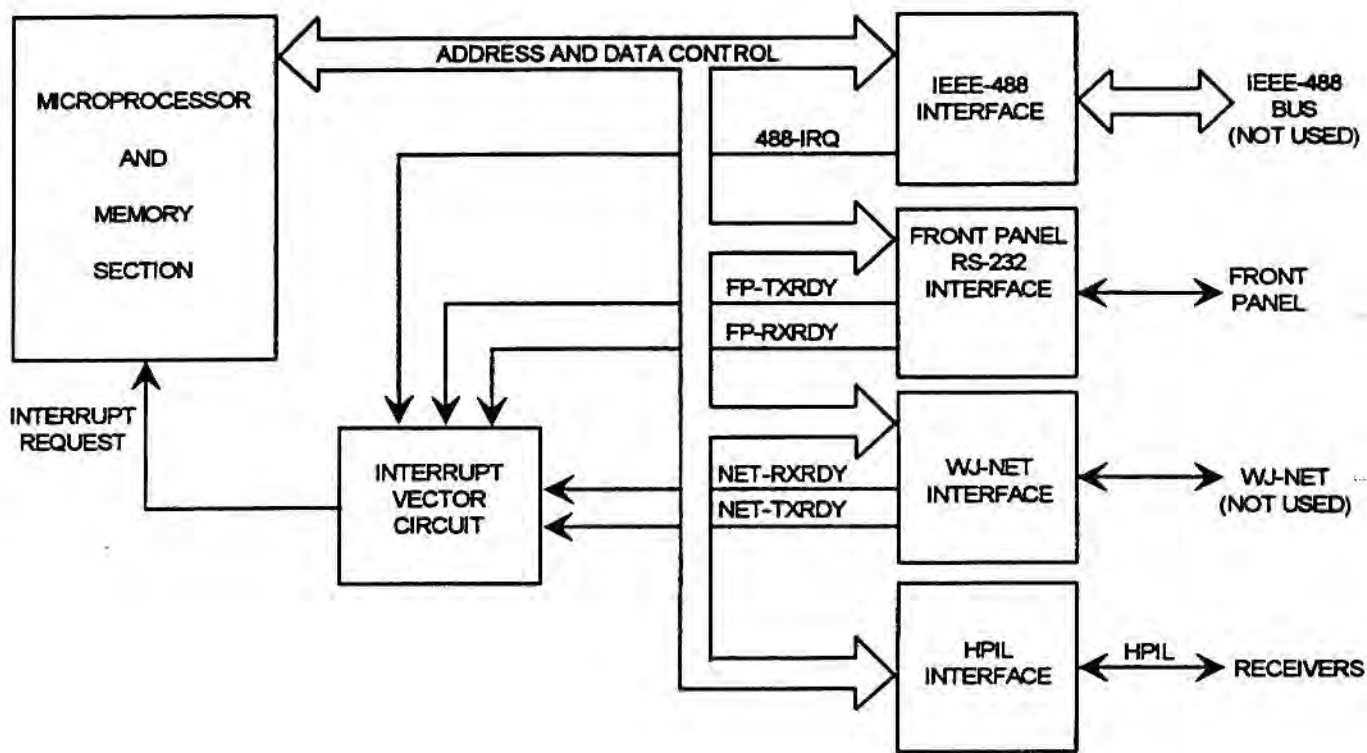 MICROPROCESSOR
AND
MEMORY
SECTION
ADDRESS AND DATA CONTROL
IEEE-488
INTERFACE
IEEE-488
BUS
(NOT USED)
488-IRQ
FRONT PANEL
RS-232
INTERFACE
FRONT
PANEL
FP-TXRDY
FP-RXRDY
INTERRUPT
REQUEST
INTERRUPT
VECTOR
CIRCUIT
NET-RXRDY
NET-TXRDY
WJ-NET
INTERFACE
WJ-NET
(NOT USED)
HPIL
INTERFACE
HPIL
RECEIVERS